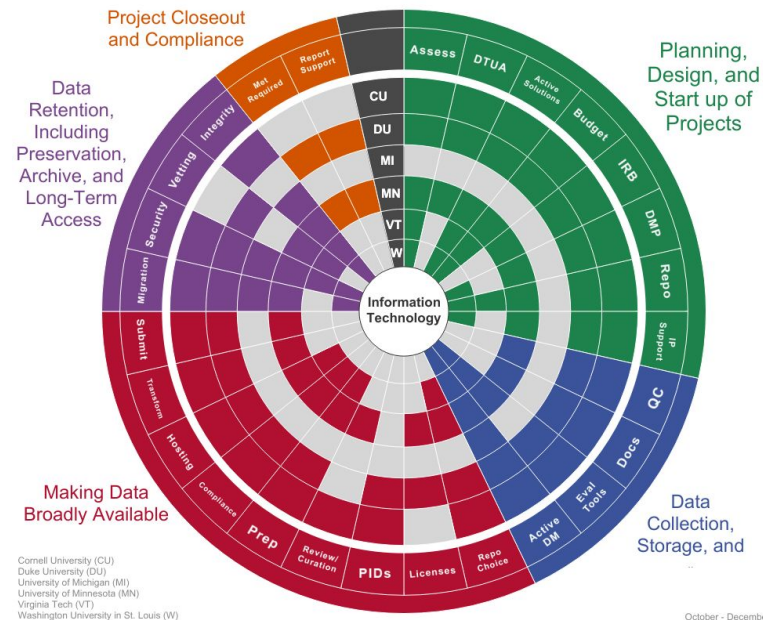 Project Closeout
and Compliance
Planning,
Design, and
Start up of
Projects
Data
Retention,
Including
Preservation,
Archive, and
Long-Term
Access
Making Data
Broadly Available
Data
Collection,
Storage, and
Assess
DTUA
Active
Solutions
Budget
IRB
DMP
Repo
IP
Support
QC
Docs
Eval
Tools
Active
DM
Repo
Choice
Licenses
PIDs
Review/
Curation
Prep
Compliance
Hosting
Transform
Submit
Migration
Security
Vetting
Integrity
Met
Required
Report
Support
CU
DU
MI
MN
VT
W
Information
Technology
Cornell University (CU)
Duke University (DU)
University of Michigan (MI)
University of Minnesota (MN)
Virginia Tech (VT)
Washington University in St. Louis (W)
October - Decembe